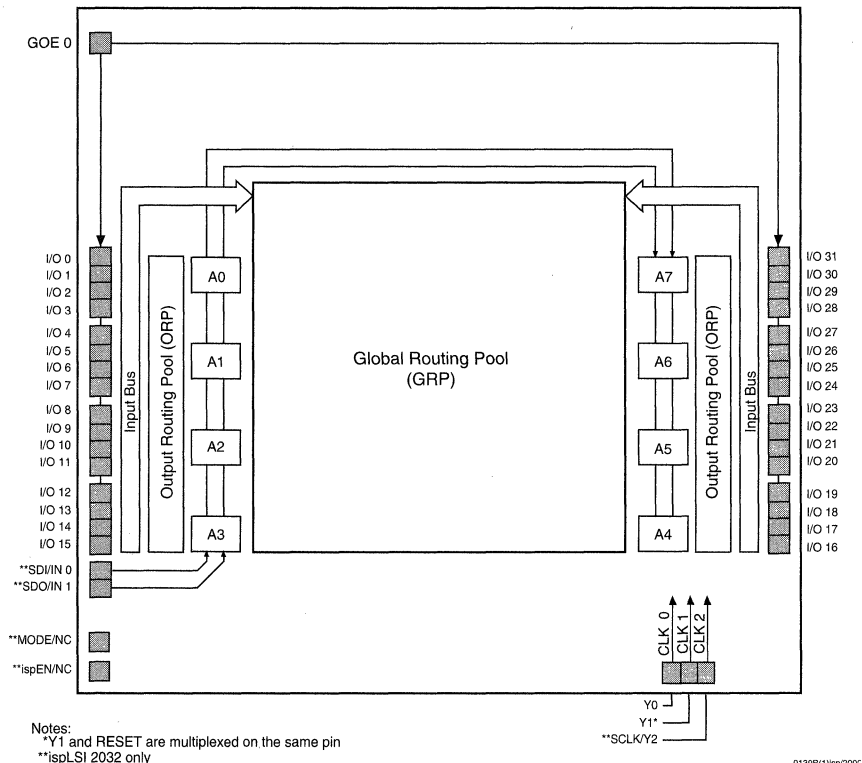 GOE 0
I/O 0
I/O 1
I/O 2
I/O 3
I/O 4
I/O 5
I/O 6
I/O 7
I/O 8
I/O 9
I/O 10
I/O 11
I/O 12
I/O 13
I/O 14
I/O 15
**SDI/IN 0
**SDO/IN 1
**MODE/NC
**ispEN/NC
Input Bus
Output Routing Pool (ORP)
A0
A1
A2
A3
Global Routing Pool
(GRP)
A7
A6
A5
A4
Output Routing Pool (ORP)
Input Bus
I/O 31
I/O 30
I/O 29
I/O 28
I/O 27
I/O 26
I/O 25
I/O 24
I/O 23
I/O 22
I/O 21
I/O 20
I/O 19
I/O 18
I/O 17
I/O 16
CLK 0
CLK 1
CLK 2
Y0
Y1*
**SCLK/Y2
Notes:
*Y1 and RESET are multiplexed on the same pin
**ispLSI 2032 only